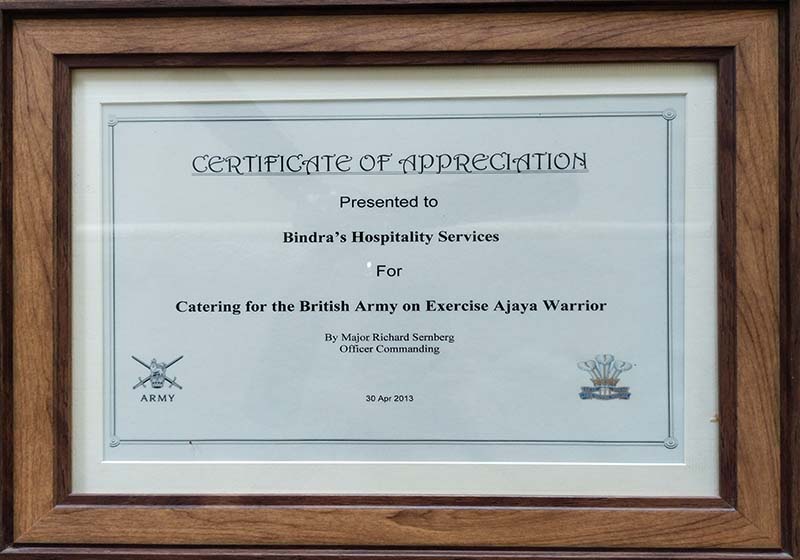 CERTIFICATE OF APPRECIATION
Presented to
Bindra's Hospitality Services
For
Catering for the British Army on Exercise Ajaya Warrior
By Major Richard Sernberg
Officer Commanding
ARMY
30 Apr 2013